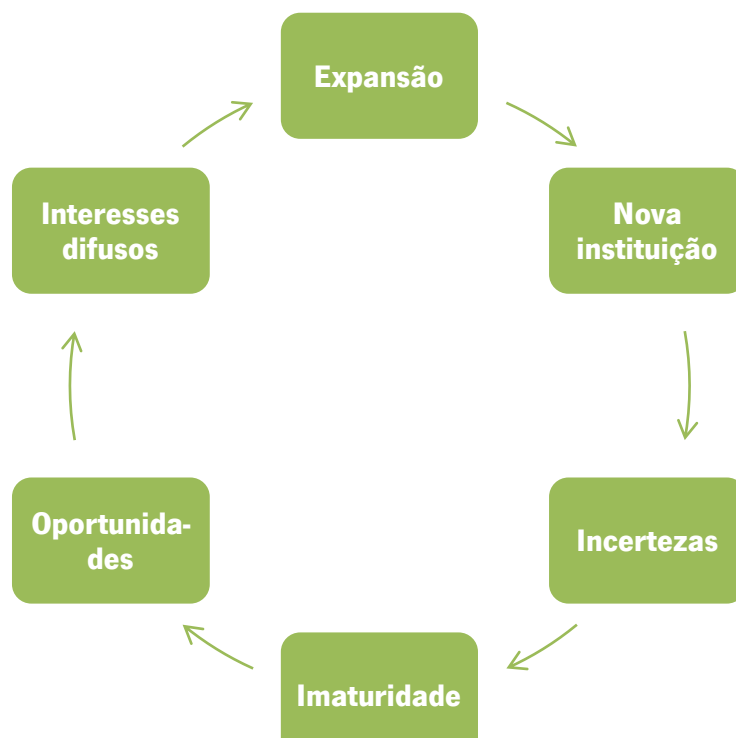 Expansão
Nova
instituição
Incertezas
Imaturidade
Oportunida-
des
Interesses
difusos